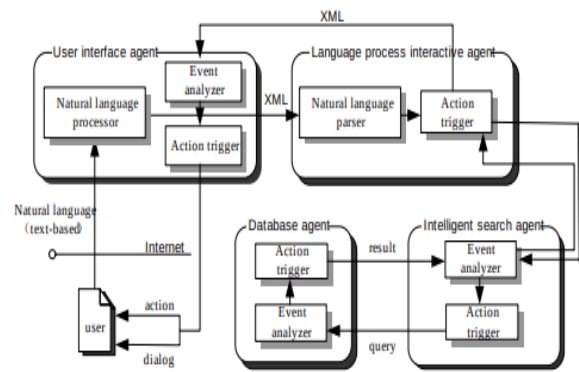 XML
User interface agent
Language process interactive agent
Event
analyzer
Natural language
processor
Action trigger
XML
Natural language
parser
Action
trigger
Natural language
(text-based)
Internet
user
action
dialog
Database agent
Action
trigger
Event
analyzer
result
query
Intelligent search agent
Event
analyzer
Action
trigger